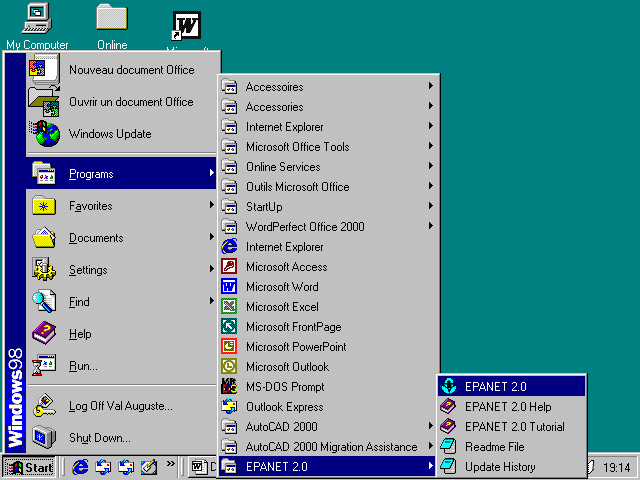 My Computer
Online
Nouveau document Office
Ouvrir un document Office
Windows Update
Programs
Favorites
Documents
Settings
Find
Help
Run...
Log Off Val Auguste...
Shut Down...
Windows98
Accessoires
Accessories
Internet Explorer
Microsoft Office Tools
Online Services
Outils Microsoft Office
StartUp
WordPerfect Office 2000
Internet Explorer
Microsoft Access
Microsoft Word
Microsoft Excel
Microsoft FrontPage
Microsoft PowerPoint
Microsoft Outlook
MS-DOS Prompt
Outlook Express
AutoCAD 2000
AutoCAD 2000 Migration Assistance
EPANET 2.0
EPANET 2.0
EPANET 2.0 Help
EPANET 2.0 Tutorial
Readme File
Update History
Start
19:14